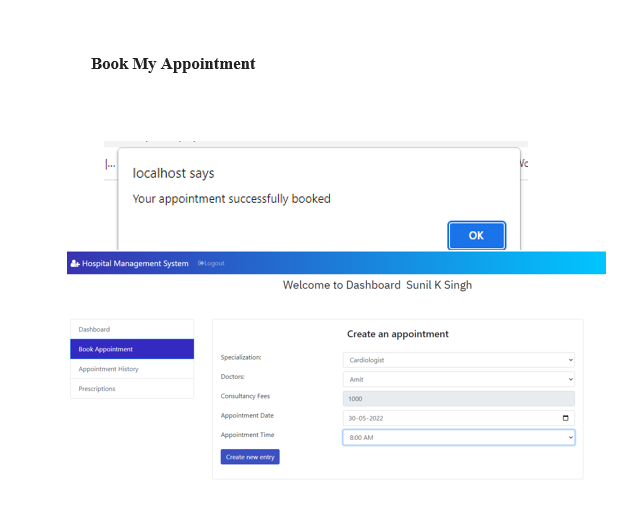 Book My Appointment
localhost says
Your appointment successfully booked
OK
Hospital Management System Logout
Welcome to Dashboard Sunil K Singh
Dashboard
Book Appointment
Appointment History
Prescriptions
Create an appointment
Specialization:
Cardiologist
Doctors:
Amit
Consultancy Fees
1000
Appointment Date
30-05-2022
Appointment Time
8:00 AM
Create new entry